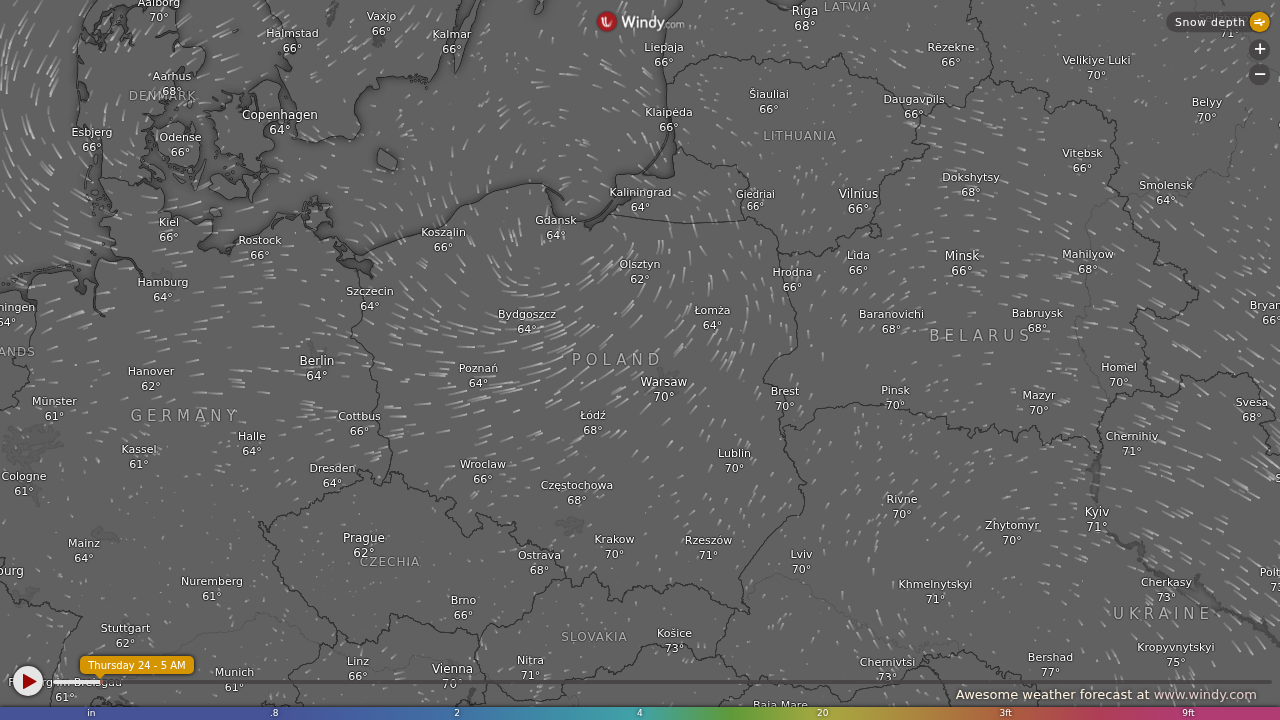 Aalborg
70°
Vaxjo
66°
Halmstad
66°
Kalmar
66°
Windy.com
Riga
68°
LATVIA
Snow depth
71°
+
−
Liepaja
66°
Rēzekne
66°
Velikiye Luki
70°
Aarhus
68°
DENMARK
Copenhagen
64°
Esbjerg
66°
Odense
66°
Šiauliai
66°
Daugavpils
66°
Belyy
70°
Klaipėda
66°
LITHUANIA
Vitebsk
66°
Dokshytsy
68°
Smolensk
64°
Kaliningrad
64°
Giedriai
66°
Vilnius
66°
Kiel
66°
Rostock
66°
Koszalin
66°
Gdansk
64°
Olsztyn
62°
Hrodna
66°
Lida
66°
Minsk
66°
Mahilyow
68°
Hamburg
64°
Szczecin
64°
Bydgoszcz
64°
Łomża
64°
Baranovichi
68°
Babruysk
68°
BELARUS
POLAND
Berlin
64°
Hanover
62°
Poznań
64°
Warsaw
70°
Brest
70°
Pinsk
70°
Mazyr
70°
Homel
70°
Münster
61°
GERMANY
Cottbus
66°
Łódź
68°
Svesa
68°
Halle
64°
Kassel
61°
Chernihiv
71°
Cologne
61°
Dresden
64°
Wroclaw
66°
Lublin
70°
Częstochowa
68°
Rivne
70°
Zhytomyr
70°
Kyiv
71°
Mainz
64°
Prague
62°
CZECHIA
Ostrava
68°
Krakow
70°
Rzeszów
71°
Lviv
70°
Nuremberg
61°
Brno
66°
Khmelnytskyi
71°
Cherkasy
73°
UKRAINE
Stuttgart
62°
SLOVAKIA
Košice
73°
Kropyvnytskyi
75°
Thursday 24 - 5 AM
61°
Munich
61°
Linz
66°
Vienna
70°
Nitra
71°
Chernivtsi
73°
Bershad
77°
Baia Mare
Awesome weather forecast at www.windy.com
in .8 2 4 20 3ft 9ft